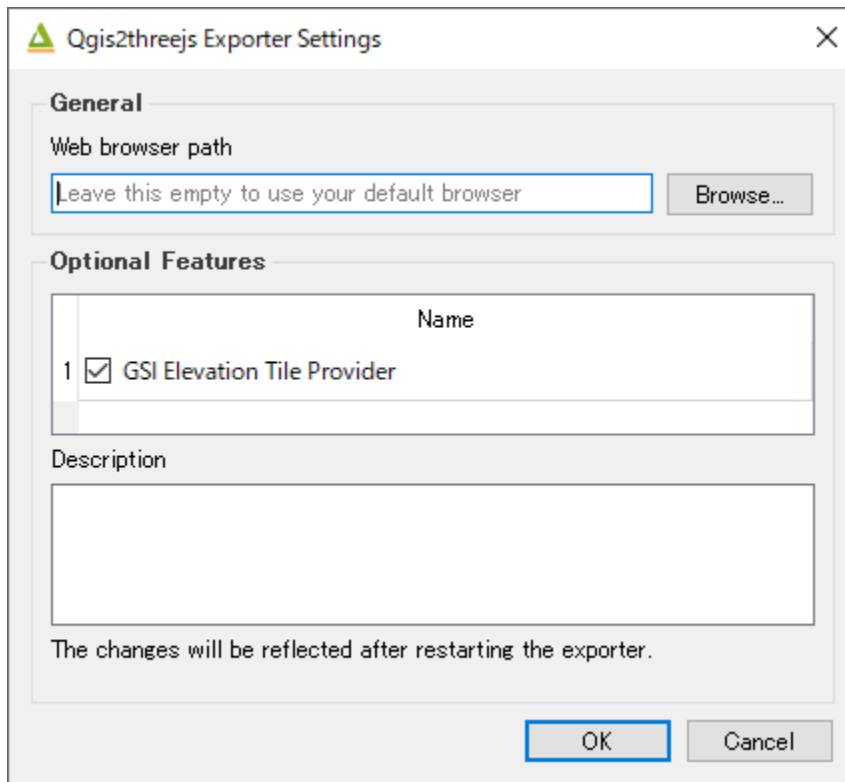 Qgis2threejs Exporter Settings
General
Web browser path
Leave this empty to use your default browser
Browse...
Optional Features
Name
1 GSI Elevation Tile Provider
Description
The changes will be reflected after restarting the exporter.
OK Cancel